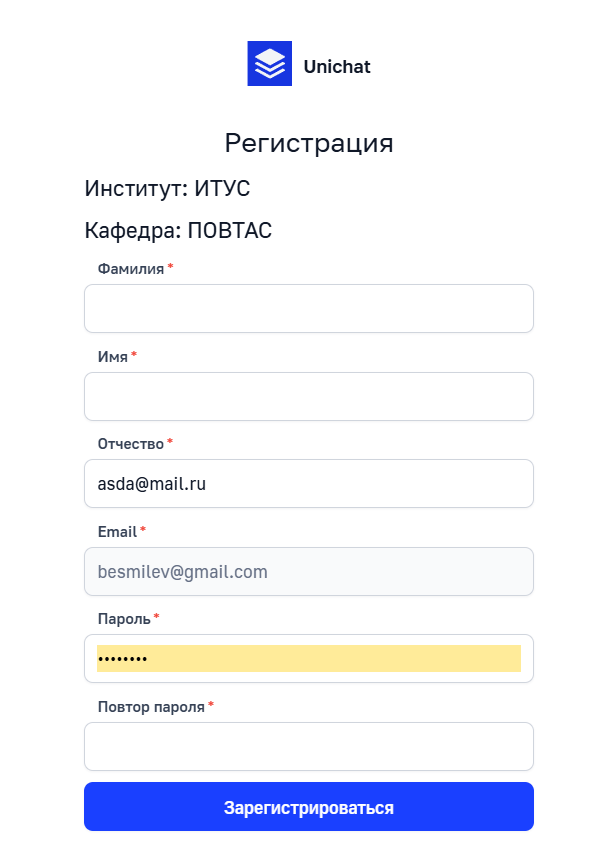 Unichat
Регистрация
Институт: ИТУС
Кафедра: ПОВТАС
Фамилия *
Имя *
Отчество *
asda@mail.ru
Email *
besmilev@gmail.com
Пароль *
••••••••
Повтор пароля *
Зарегистрироваться